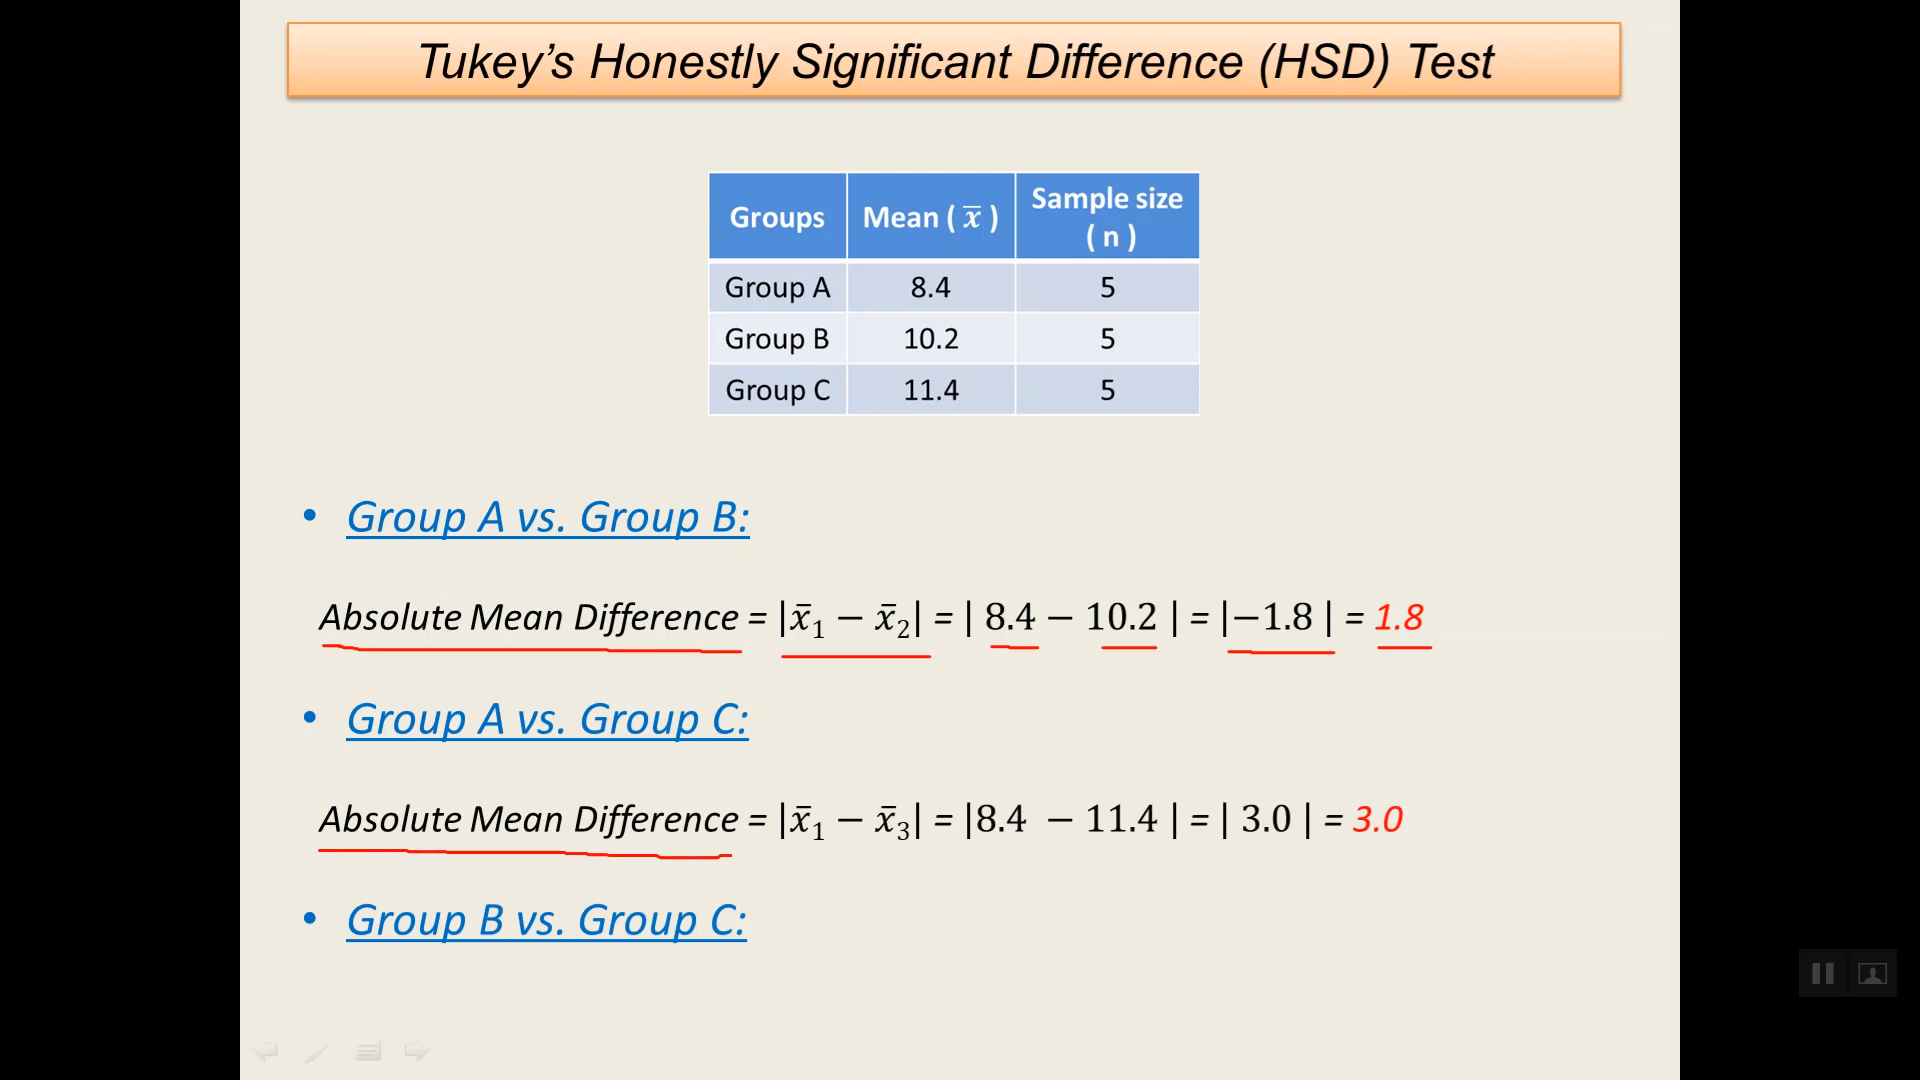 Tukey’s Honestly Significant Difference (HSD) Test
Groups Mean ( x̅ ) Sample size ( n )
Group A 8.4 5
Group B 10.2 5
Group C 11.4 5
• Group A vs. Group B:
Absolute Mean Difference = |x̅₁ − x̅₂| = | 8.4 − 10.2 | = |−1.8 | = 1.8
• Group A vs. Group C:
Absolute Mean Difference = |x̅₁ − x̅₃| = |8.4 − 11.4 | = | 3.0 | = 3.0
• Group B vs. Group C: